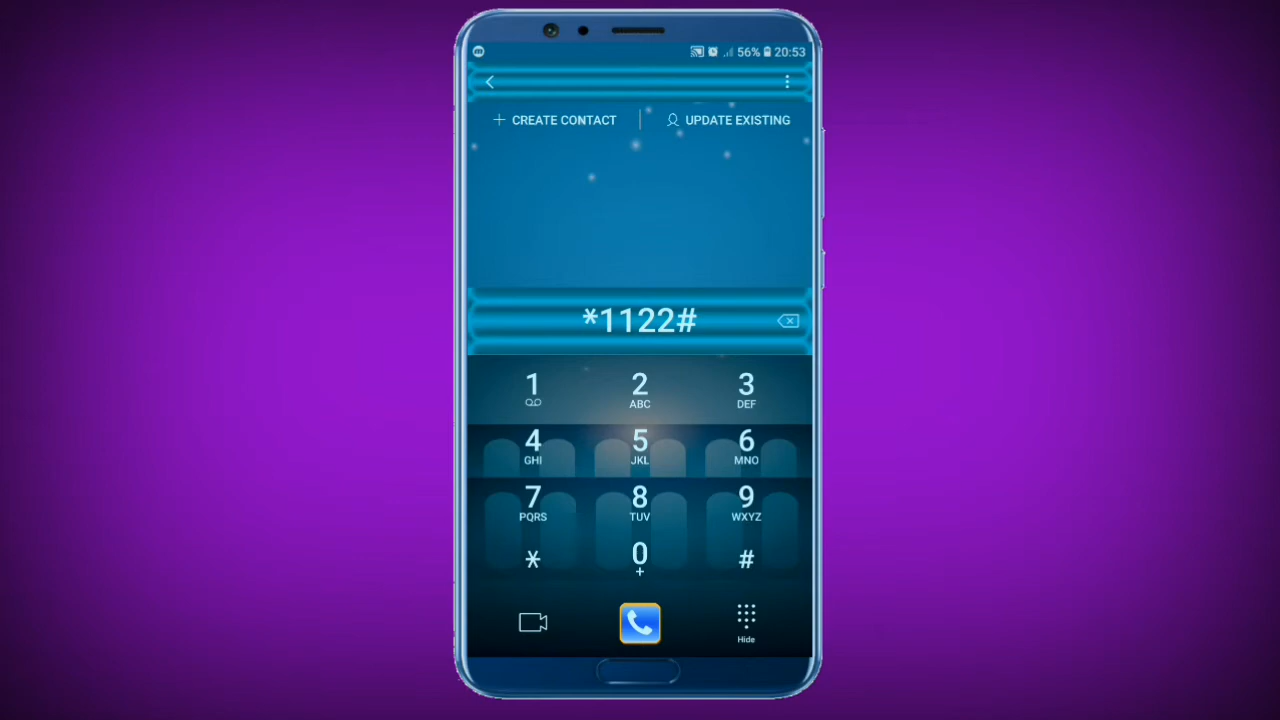 56% 20:53
CREATE CONTACT UPDATE EXISTING
*1122#
1 2 3
ABC DEF
4 5 6
GHI JKL MNO
7 8 9
PQRS TUV WXYZ
* 0 #
+
Hide